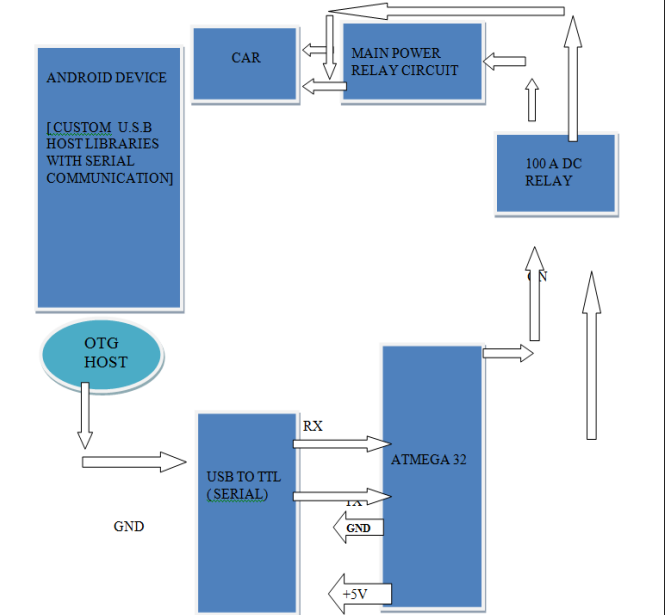 CAR
MAIN POWER
RELAY CIRCUIT
ANDROID DEVICE
[ CUSTOM U.S.B
HOST LIBRARIES
WITH SERIAL
COMMUNICATION]
100 A DC
RELAY
OTG
HOST
RX
ATMEGA 32
USB TO TTL
( SERIAL)
TX
GND
GND
+5V